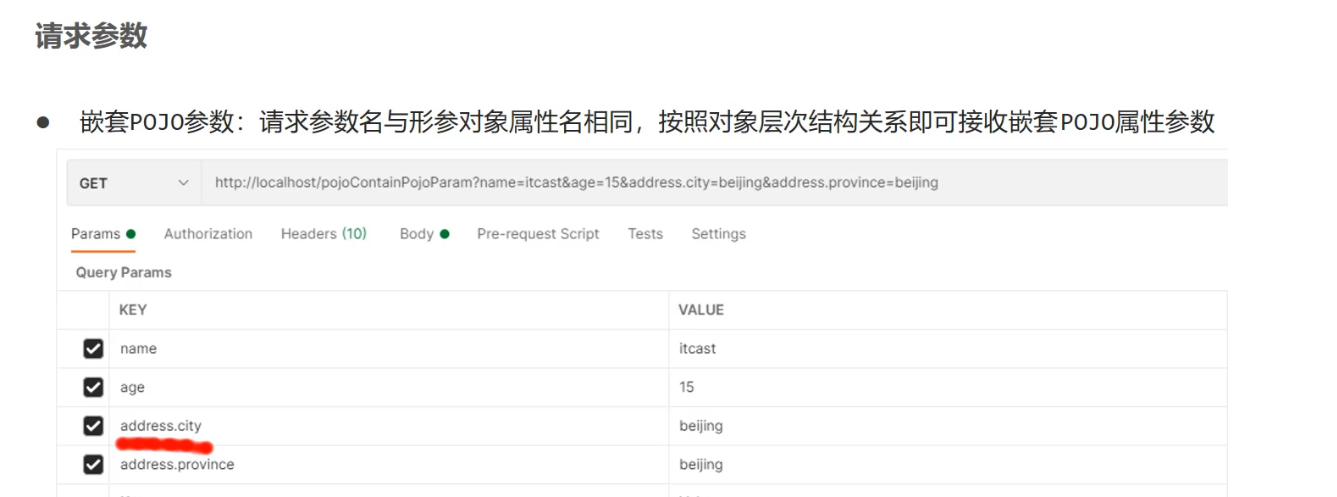 请求参数
● 嵌套POJO参数：请求参数名与形参对象属性名相同，按照对象层次结构关系即可接收嵌套POJO属性参数
GET http://localhost/pojoContainPojoParam?name=itcast&age=15&address.city=beijing&address.province=beijing
Params Authorization Headers (10) Body Pre-request Script Tests Settings
Query Params
KEY VALUE
name itcast
age 15
address.city beijing
address.province beijing